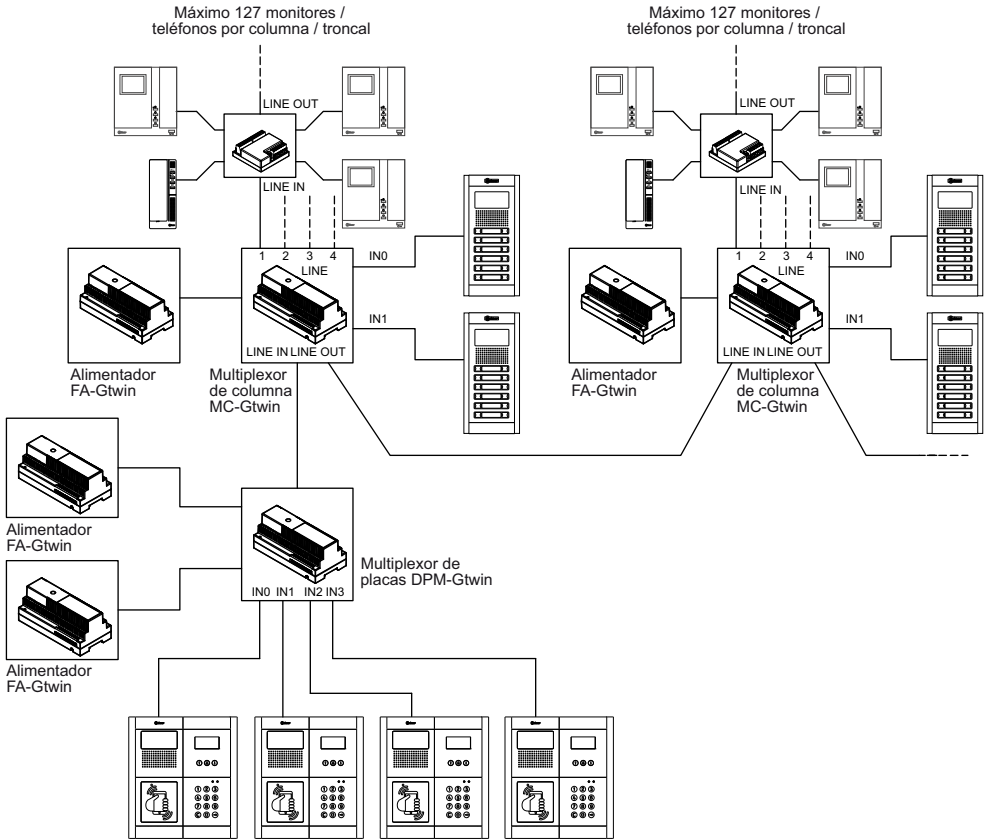 Máximo 127 monitores /
teléfonos por columna / troncal
Máximo 127 monitores /
teléfonos por columna / troncal
LINE OUT
LINE OUT
LINE IN
LINE IN
1 2 3 4
LINE
IN0
1 2 3 4
LINE
IN0
IN1
IN1
LINE IN LINE OUT
LINE IN LINE OUT
Alimentador
FA-Gtwin
Multiplexor
de columna
MC-Gtwin
Alimentador
FA-Gtwin
Multiplexor
de columna
MC-Gtwin
Alimentador
FA-Gtwin
Multiplexor de
placas DPM-Gtwin
IN0 IN1 IN2 IN3
Alimentador
FA-Gtwin